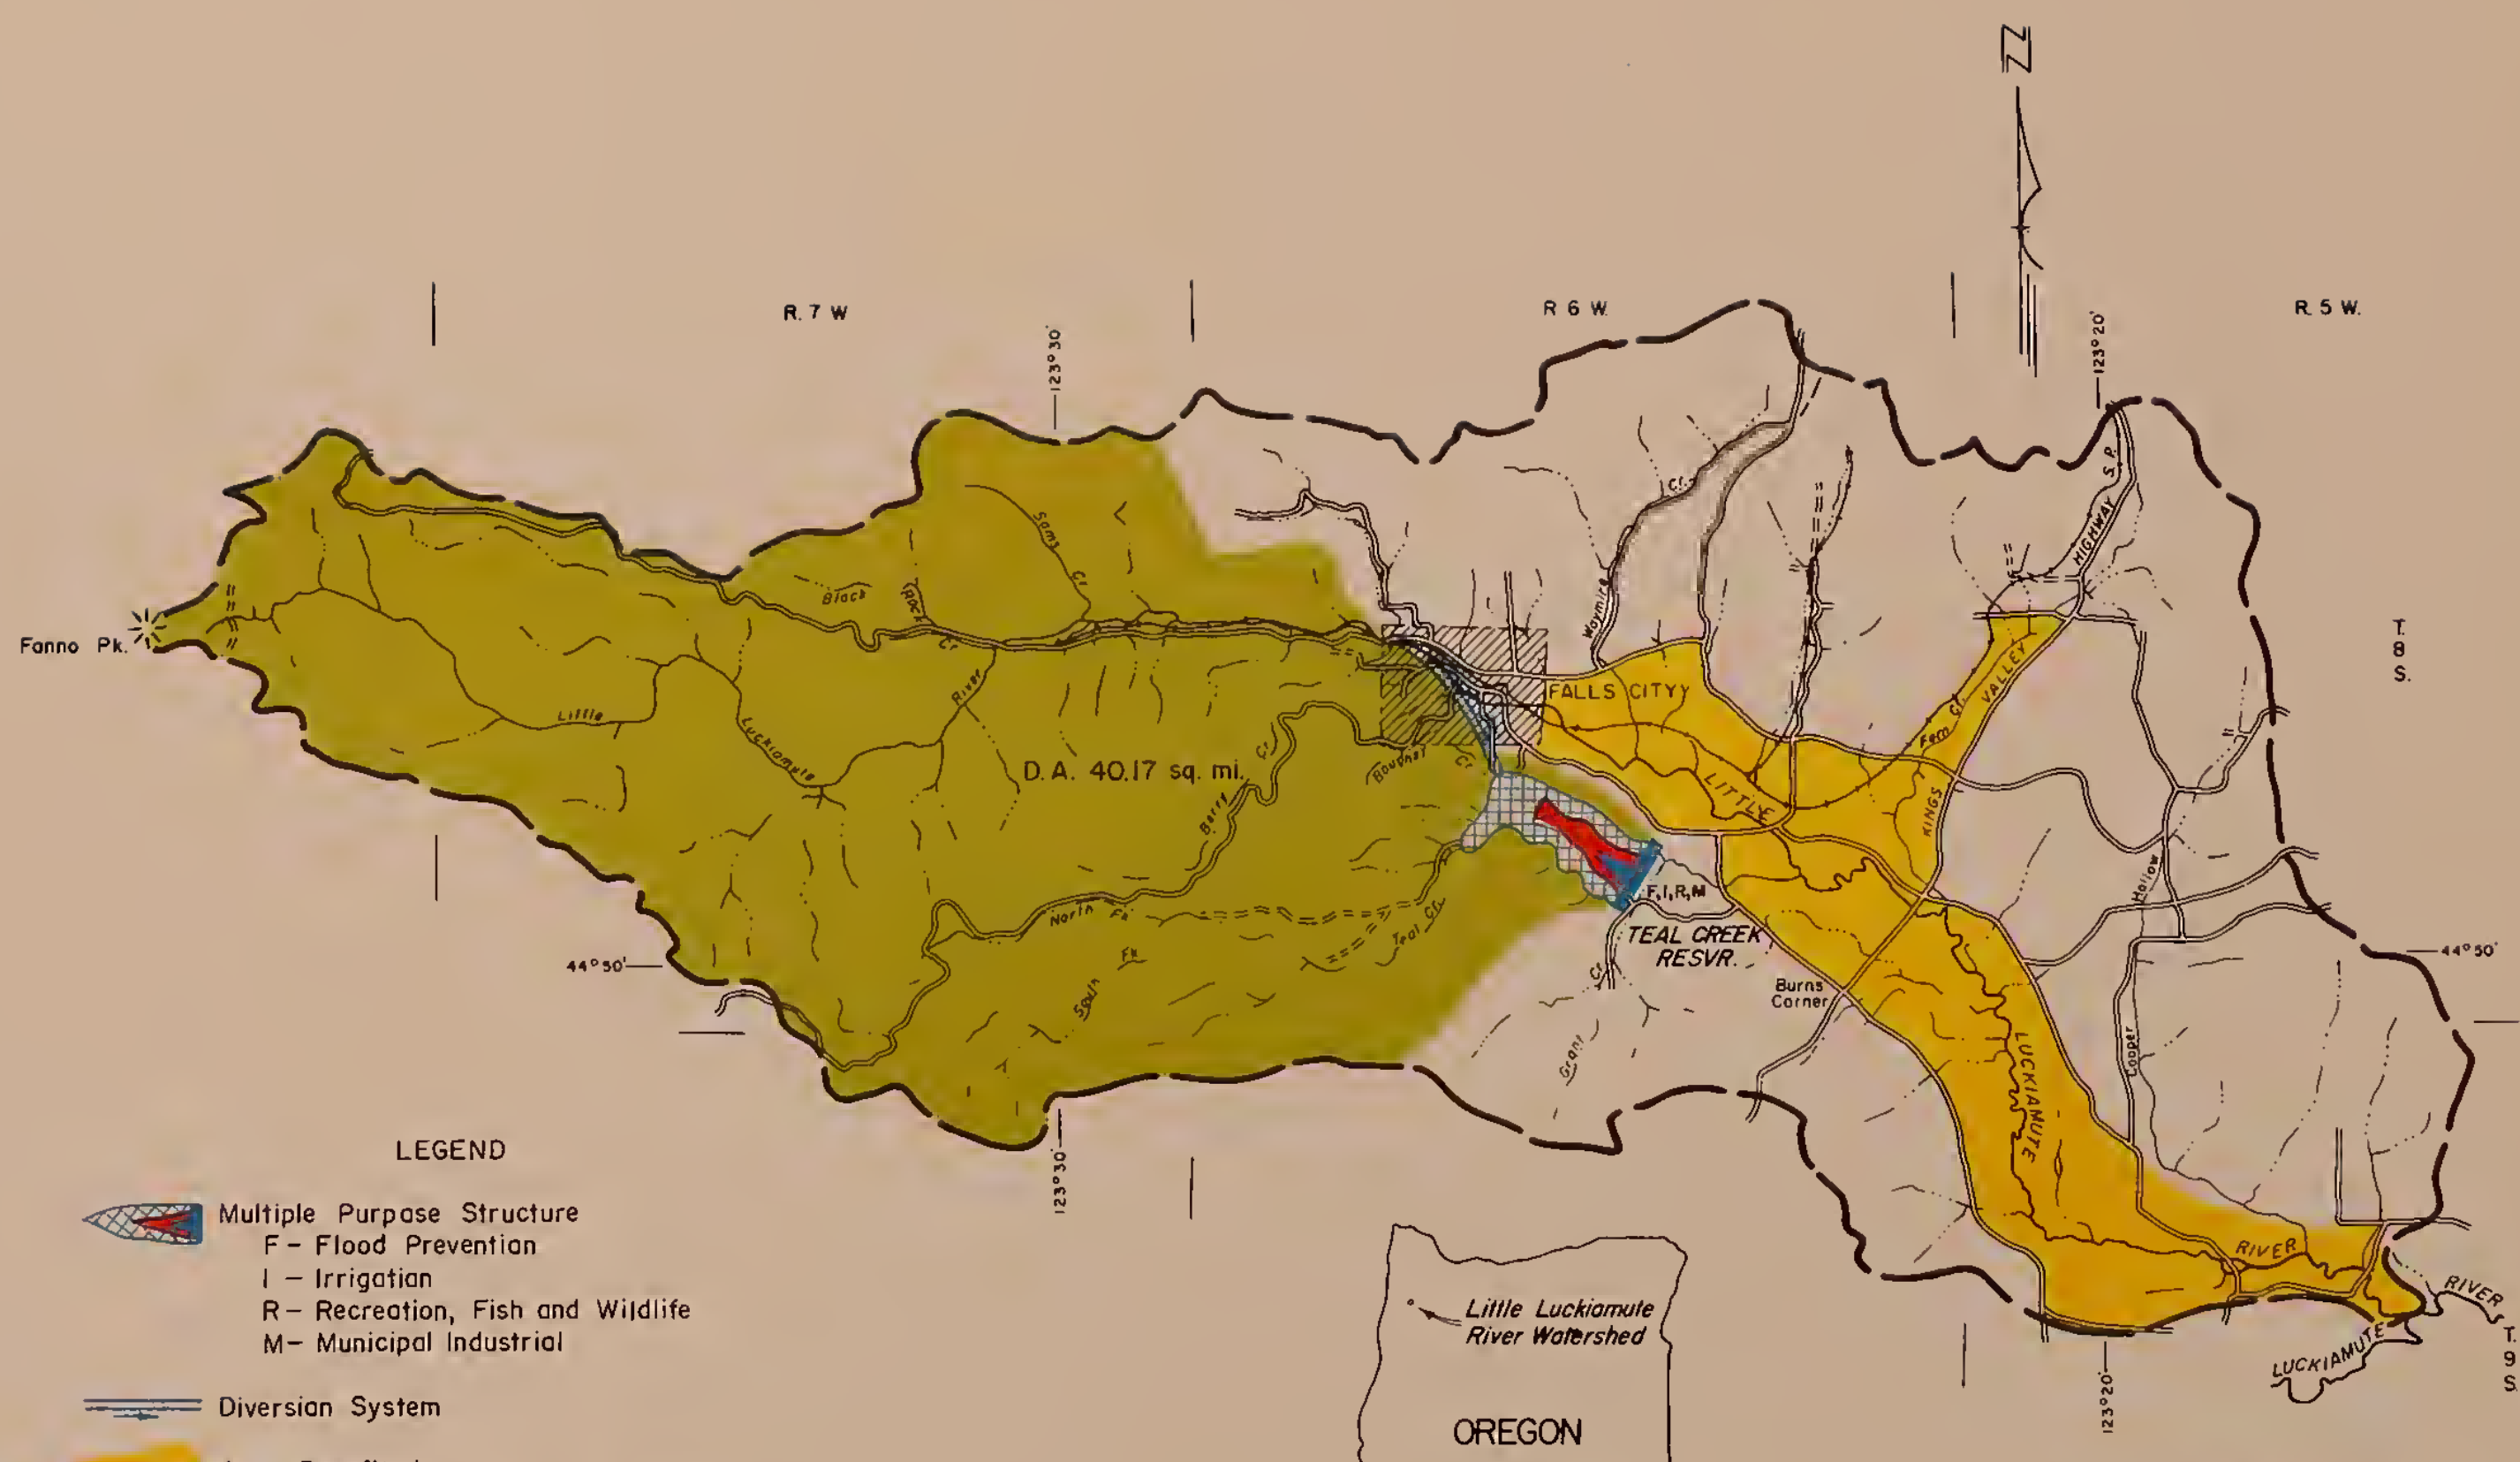 N
R. 7 W
R 6 W.
R. 5 W.
123°30'
123°20'
T.
8
S.
Fanno Pk.
Black
Rock
Cr.
Sams
Cr.
Little
Luckiamute
River
D.A. 40.17 sq. mi.
Berry
Cr.
Boughey
Cr.
North Fk.
South
Fk.
Teal Cr.
Waymire
Cr.
FALLS CITY
S. P.
HIGHWAY
VALLEY
Fern Cr.
KINGS
LITTLE
F,I,R,M
TEAL CREEK
RESVR.
Grant
Cr.
Burns
Corner
Hollow
Cooper
LUCKIAMUTE
RIVER
44°50'
44°50'
123°30'
123°20'
RIVER
LUCKIAMUTE
T.
9
S.
LEGEND
Multiple Purpose Structure
F - Flood Prevention
I - Irrigation
R - Recreation, Fish and Wildlife
M - Municipal Industrial
Diversion System
Little Luckiamute
River Watershed
OREGON